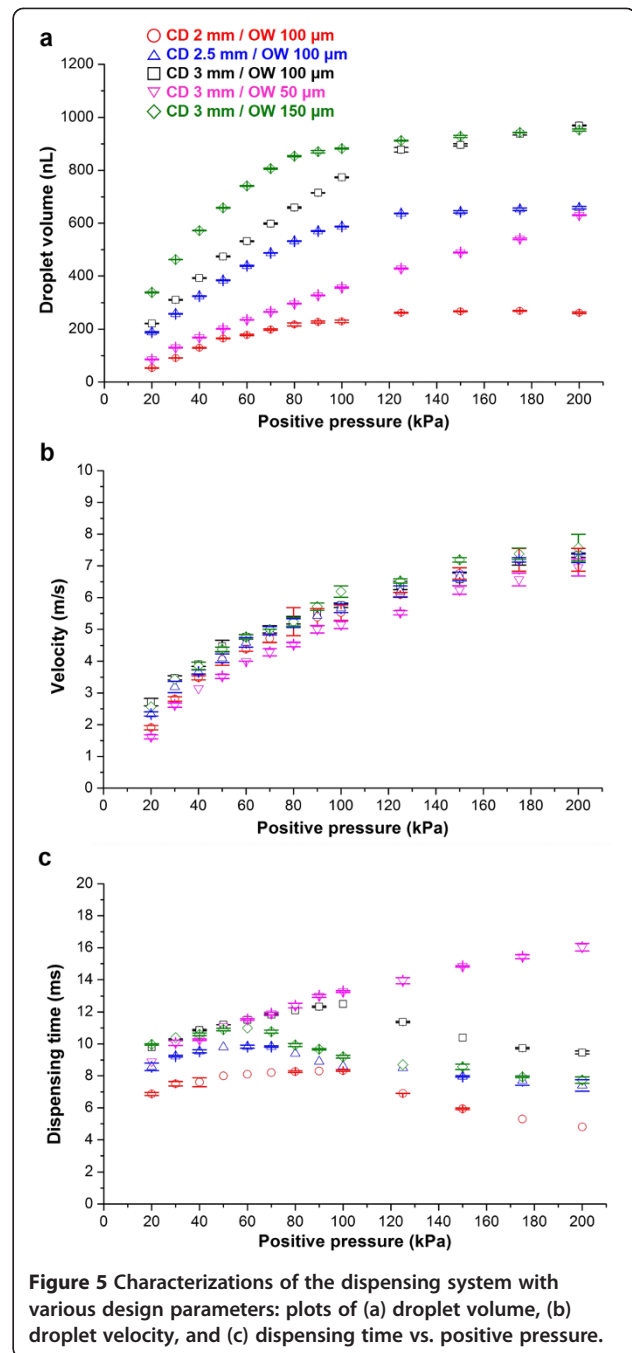 a
CD 2 mm / OW 100 µm
CD 2.5 mm / OW 100 µm
CD 3 mm / OW 100 µm
CD 3 mm / OW 50 µm
CD 3 mm / OW 150 µm
Droplet volume (nL)
1200
1000
800
600
400
200
0
0 20 40 60 80 100 120 140 160 180 200
Positive pressure (kPa)
b
Velocity (m/s)
10
9
8
7
6
5
4
3
2
1
0
0 20 40 60 80 100 120 140 160 180 200
Positive pressure (kPa)
c
Dispensing time (ms)
20
18
16
14
12
10
8
6
4
2
0
0 20 40 60 80 100 120 140 160 180 200
Positive pressure (kPa)
Figure 5 Characterizations of the dispensing system with
various design parameters: plots of (a) droplet volume, (b)
droplet velocity, and (c) dispensing time vs. positive pressure.